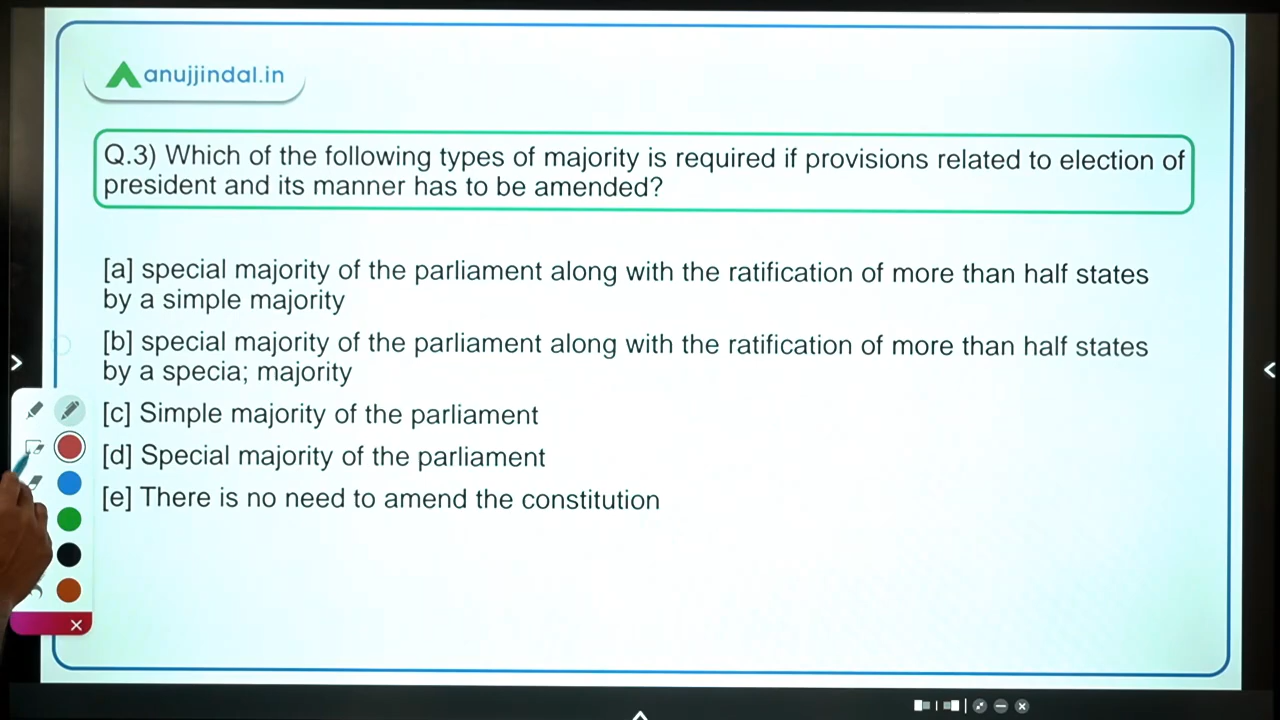 anujjindal.in
Q.3) Which of the following types of majority is required if provisions related to election of
president and its manner has to be amended?
[a] special majority of the parliament along with the ratification of more than half states
by a simple majority
[b] special majority of the parliament along with the ratification of more than half states
by a specia; majority
[c] Simple majority of the parliament
[d] Special majority of the parliament
[e] There is no need to amend the constitution